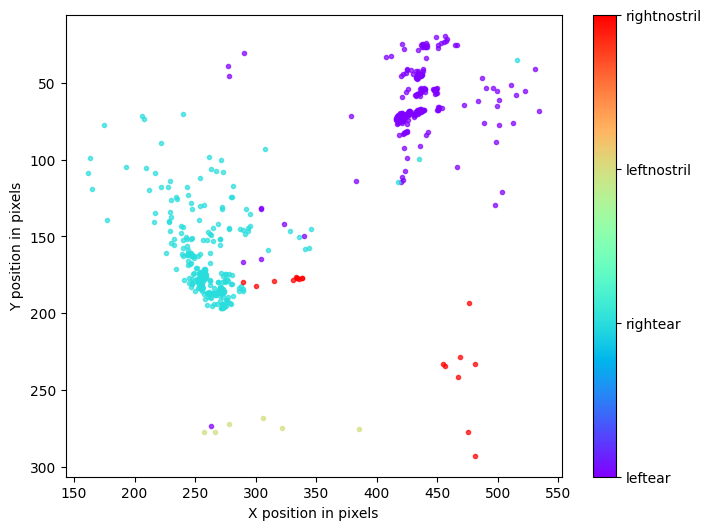 50
100
150
200
250
300
150
200
250
300
350
400
450
500
550
X position in pixels
Y position in pixels
rightnostril
leftnostril
rightear
leftear